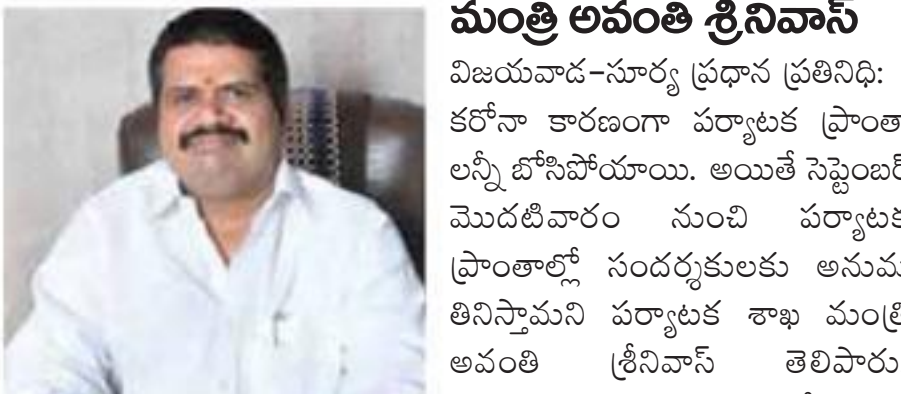 మంత్రి అవంతి శ్రీనివాస్
విజయవాడ–సూర్య ప్రధాన ప్రతినిధి:
కరోనా కారణంగా పర్యాటక ప్రాంతా
లన్నీ బోసిపోయాయి. అయితే సెప్టెంబర్
మొదటివారం నుంచి పర్యాటక
ప్రాంతాల్లో సందర్శకులకు అనుమ
తినిస్తామని పర్యాటక శాఖ మంత్రి
అవంతి శ్రీనివాస్ తెలిపారు